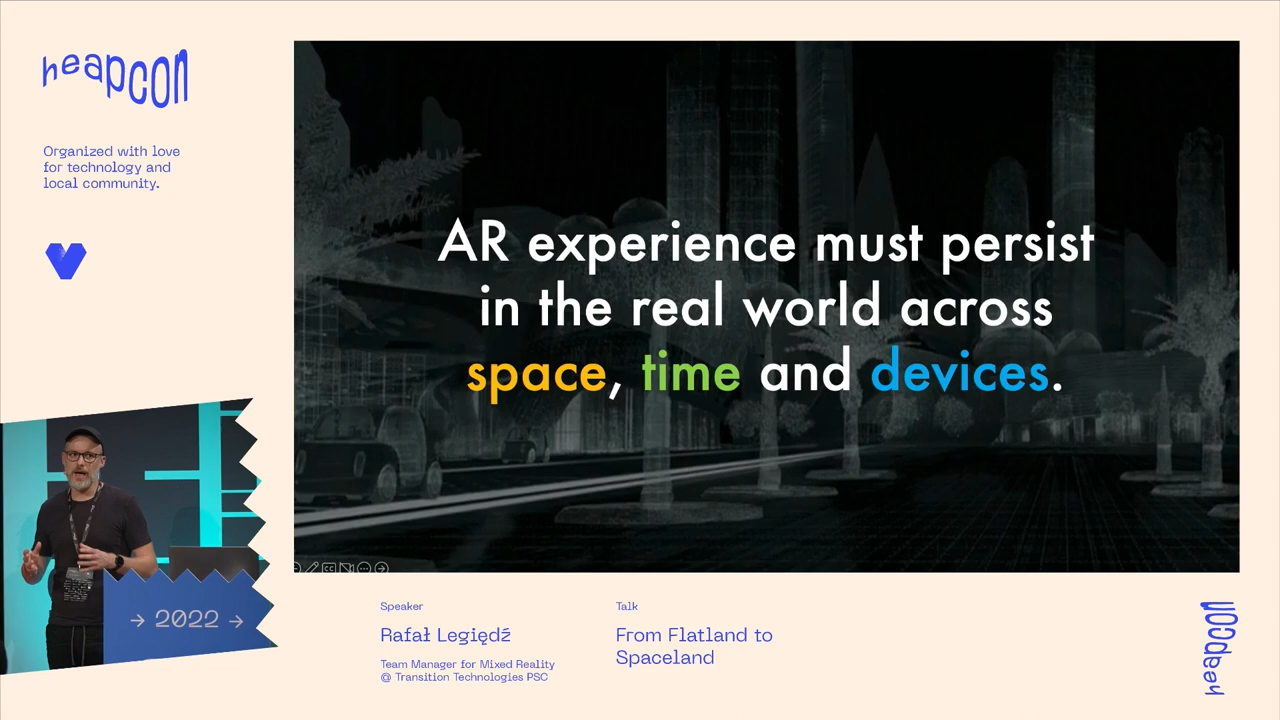 heapcon
Organized with love
for technology and
local community.
AR experience must persist
in the real world across
space, time and devices.
→ 2022 →
Speaker
Rafał Legiędź
Team Manager for Mixed Reality
@ Transition Technologies PSC
Talk
From Flatland to
Spaceland
heapcon